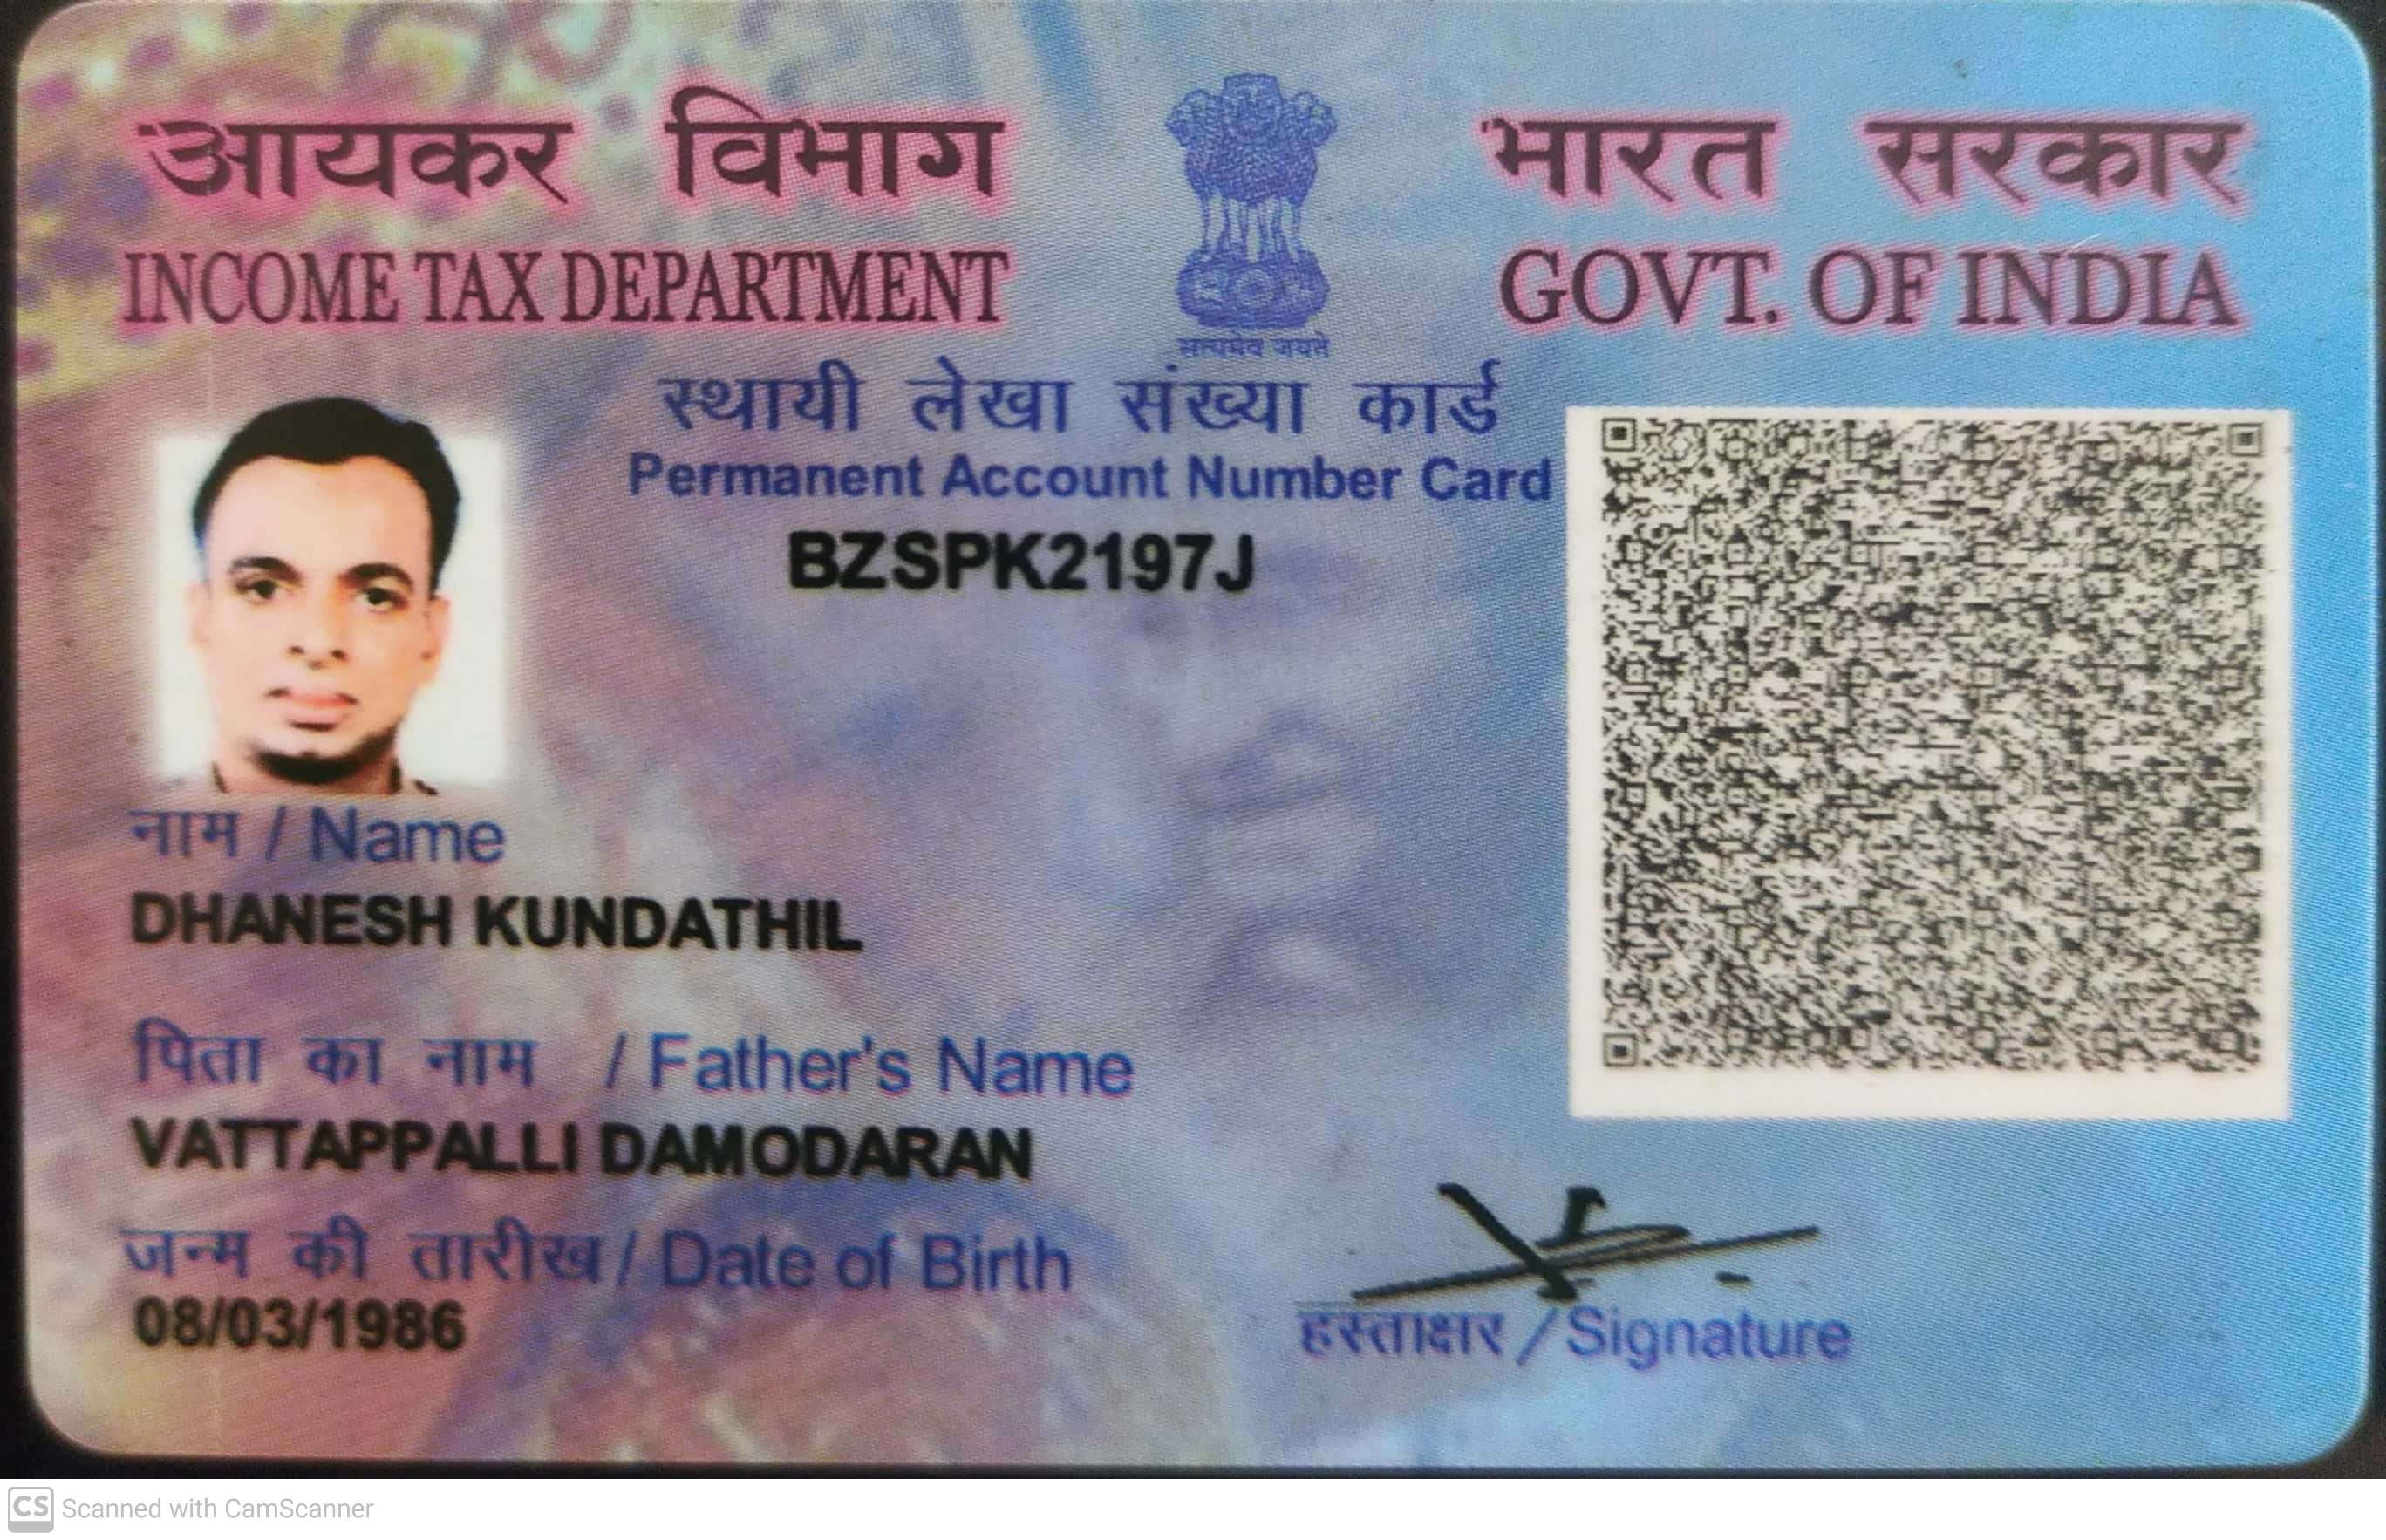 आयकर विभाग
INCOME TAX DEPARTMENT
सत्यमेव जयते
भारत सरकार
GOVT. OF INDIA
स्थायी लेखा संख्या कार्ड
Permanent Account Number Card
BZSPK2197J
नाम / Name
DHANESH KUNDATHIL
पिता का नाम / Father's Name
VATTAPPALLI DAMODARAN
जन्म की तारीख / Date of Birth
08/03/1986
हस्ताक्षर / Signature
CS Scanned with CamScanner